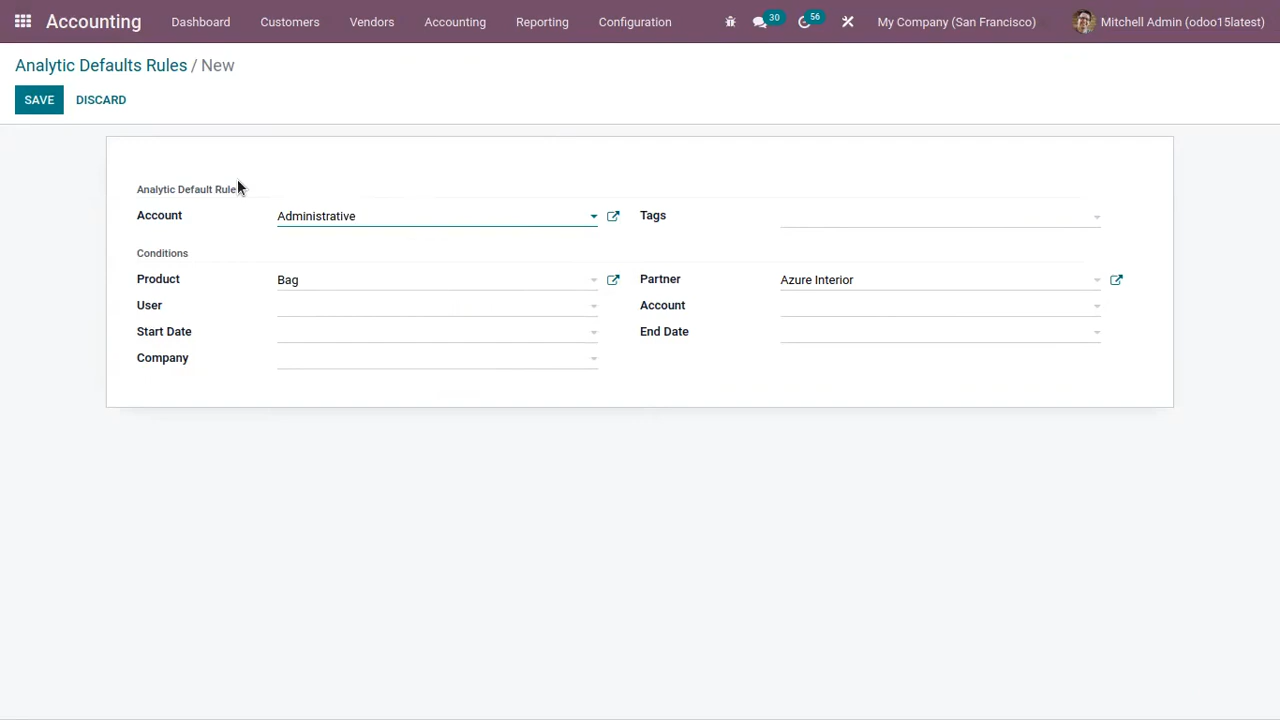 Accounting Dashboard Customers Vendors Accounting Reporting Configuration 30 56 My Company (San Francisco) Mitchell Admin (odoo15latest)
Analytic Defaults Rules / New
SAVE DISCARD
Analytic Default Rule
Account Administrative Tags
Conditions
Product Bag Partner Azure Interior
User Account
Start Date End Date
Company